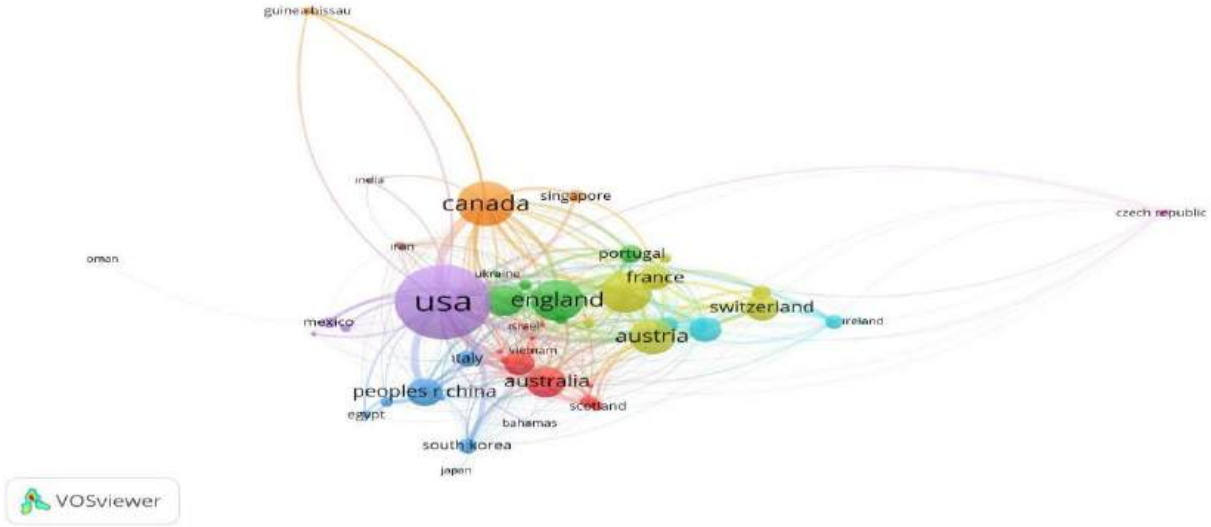 guinea-bissau
india
canada
singapore
czech republic
iran
portugal
oman
ukraine
france
usa
england
switzerland
mexico
israel
austria
ireland
italy
vietnam
australia
peoples r china
scotland
egypt
bahamas
south korea
japan
VOSviewer